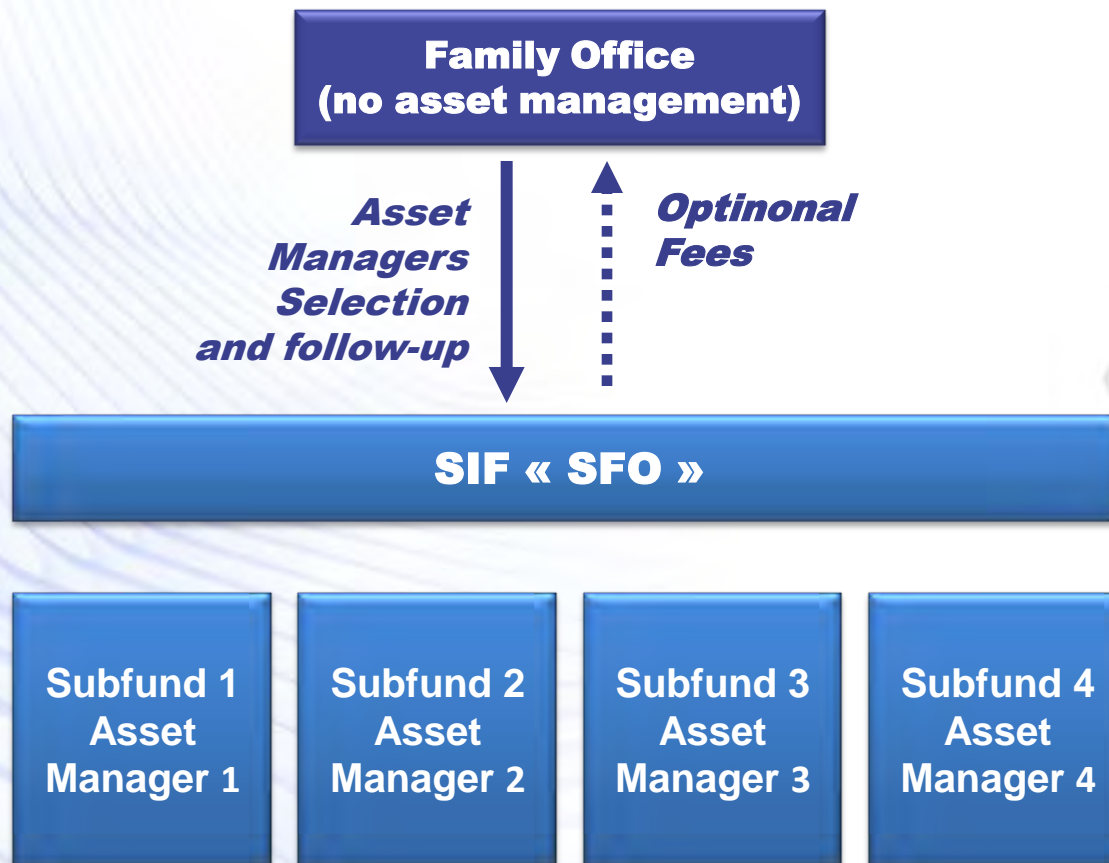 Family Office
(no asset management)
Asset
Managers
Selection
and follow-up
Optinonal
Fees
SIF « SFO »
Subfund 1
Asset
Manager 1
Subfund 2
Asset
Manager 2
Subfund 3
Asset
Manager 3
Subfund 4
Asset
Manager 4